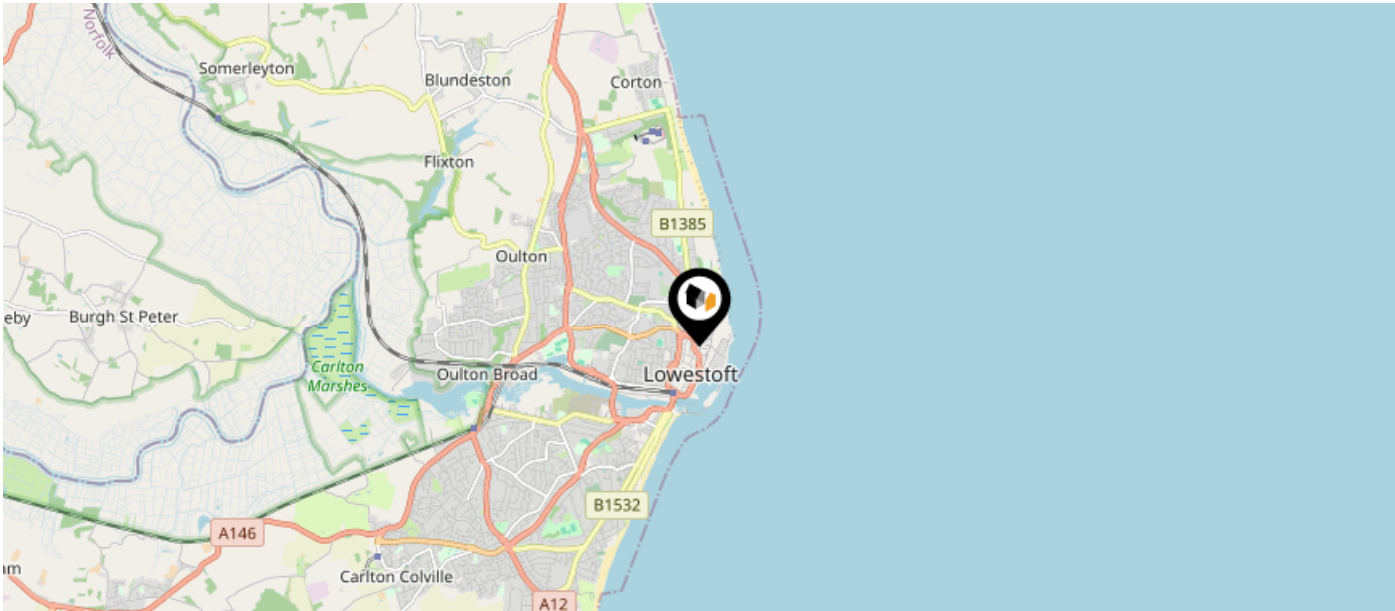 Norfolk
Somerleyton
Blundeston
Corton
Flixton
B1385
Oulton
eby
Burgh St Peter
Carlton
Marshes
Oulton Broad
Lowestoft
B1532
A146
am
Carlton Colville
A12